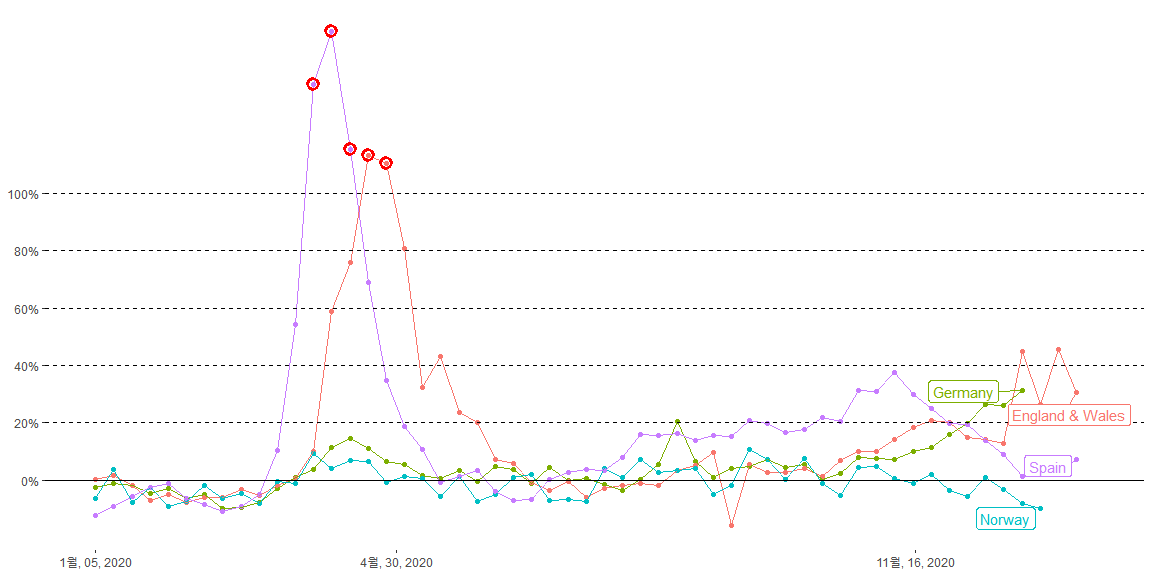 100%
80%
60%
40%
Germany
England & Wales
20%
Spain
0%
Norway
1월, 05, 2020
4월, 30, 2020
11월, 16, 2020